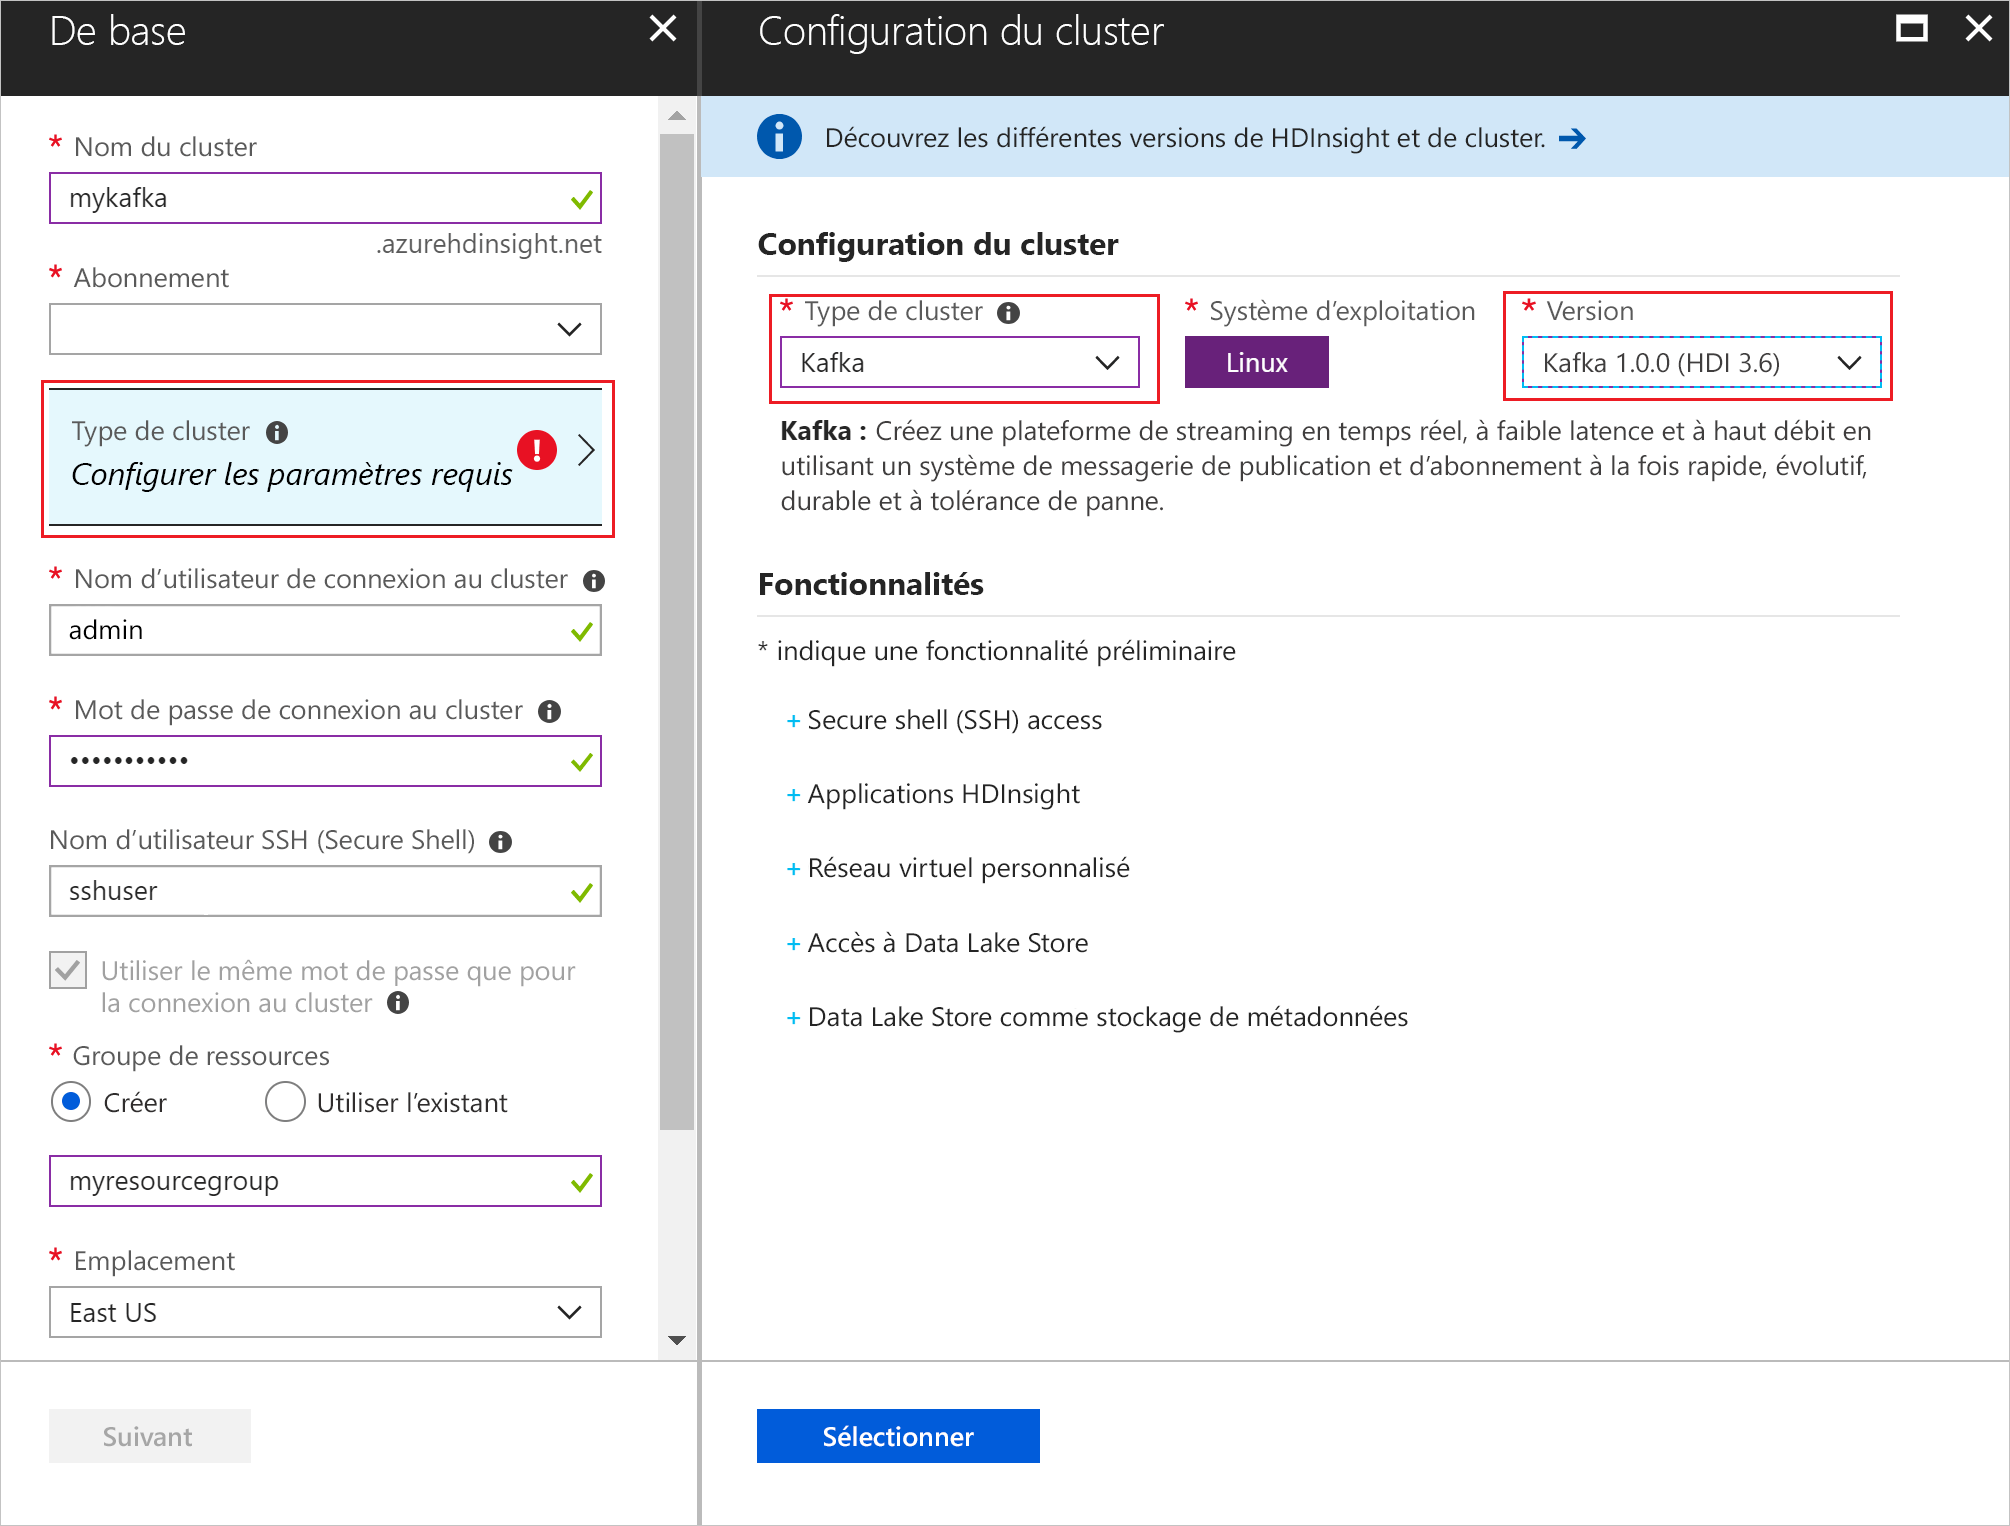 De base
* Nom du cluster
mykafka
.azurehdinsight.net
* Abonnement
Type de cluster
Configurer les paramètres requis
* Nom d’utilisateur de connexion au cluster
admin
* Mot de passe de connexion au cluster
•••••••••••
Nom d’utilisateur SSH (Secure Shell)
sshuser
Utiliser le même mot de passe que pour
la connexion au cluster
* Groupe de ressources
Créer Utiliser l’existant
myresourcegroup
* Emplacement
East US
Suivant
Configuration du cluster
Découvrez les différentes versions de HDInsight et de cluster. →
Configuration du cluster
* Type de cluster * Système d’exploitation * Version
Kafka Linux Kafka 1.0.0 (HDI 3.6)
Kafka : Créez une plateforme de streaming en temps réel, à faible latence et à haut débit en
utilisant un système de messagerie de publication et d’abonnement à la fois rapide, évolutif,
durable et à tolérance de panne.
Fonctionnalités
* indique une fonctionnalité préliminaire
+ Secure shell (SSH) access
+ Applications HDInsight
+ Réseau virtuel personnalisé
+ Accès à Data Lake Store
+ Data Lake Store comme stockage de métadonnées
Sélectionner